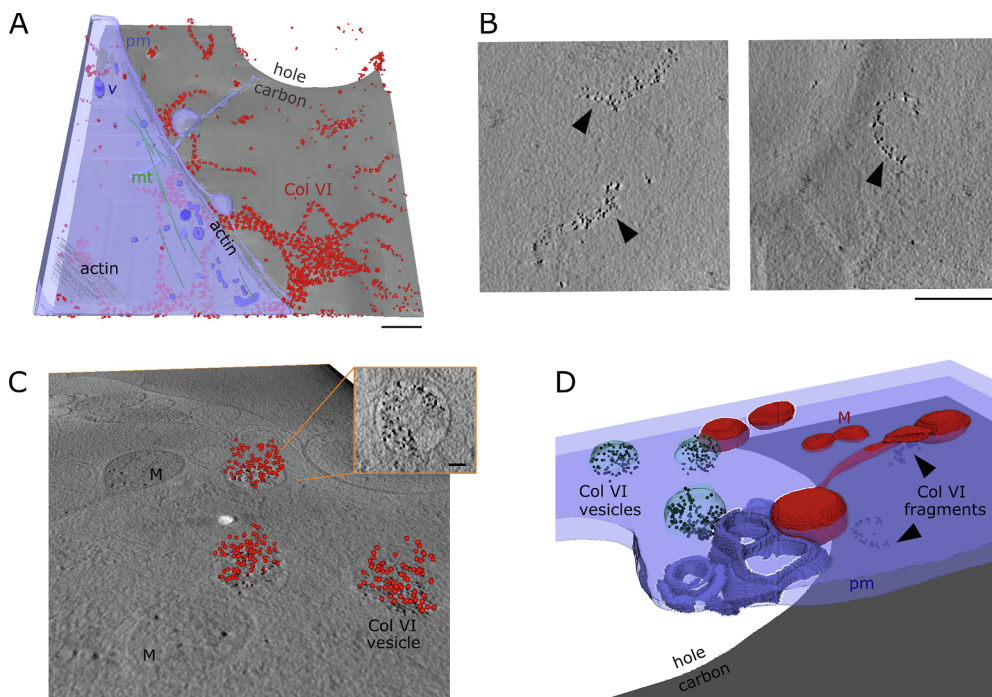 A
pm
v
hole
carbon
mt
Col VI
actin
actin
B
C
M
M
Col VI
vesicle
D
M
Col VI
vesicles
Col VI
fragments
pm
hole
carbon